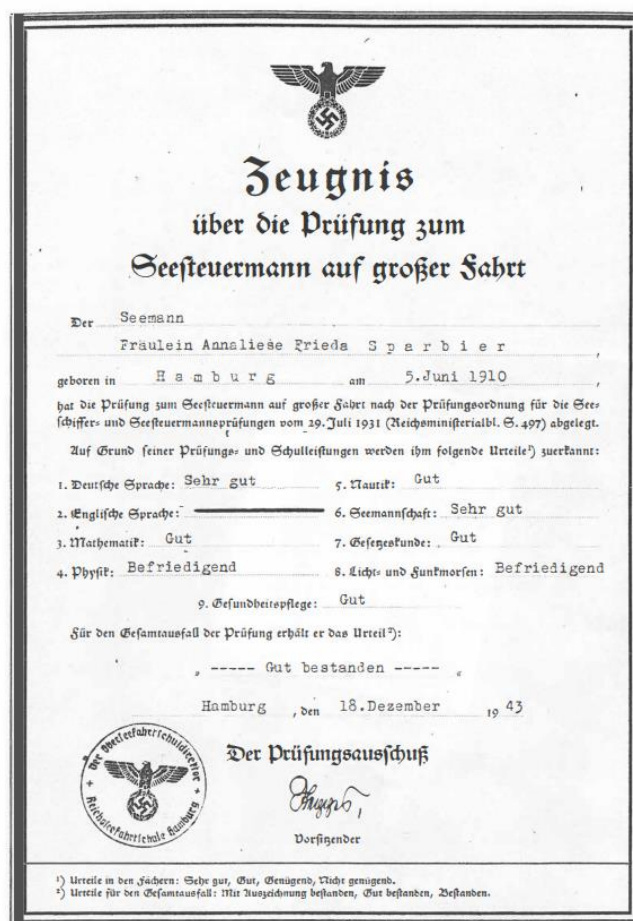 Zeugnis
über die Prüfung zum
Seesteuermann auf großer Fahrt
Der Seemann
Fräulein Annaliese Frieda Sparbier,
geboren in Hamburg am 5.Juni 1910,
hat die Prüfung zum Seesteuermann auf großer Fahrt nach der Prüfungsordnung für die See-
schiffer- und Seesteuermannsprüfungen vom 29. Juli 1931 (Reichsministerialbl. S. 497) abgelegt.
Auf Grund seiner Prüfungs- und Schulleistungen werden ihm folgende Urteile¹) zuerkannt:
1. Deutsche Sprache: Sehr gut
2. Englische Sprache:
3. Mathematik: Gut
4. Physik: Befriedigend
5. Nautik: Gut
6. Seemannschaft: Sehr gut
7. Gesetzeskunde: Gut
8. Licht- und Funkmorsen: Befriedigend
9. Gesundheitspflege: Gut
Für den Gesamtausfall der Prüfung erhält er das Urteil²):
„ ----- Gut bestanden ----- "
Hamburg, den 18.Dezember 1943
Der Prüfungsausschuß
Vorsitzender
Der Oberseefahrtschuldirektor
Reichsseefahrtschule Hamburg
¹) Urteile in den Fächern: Sehr gut, Gut, Genügend, Nicht genügend.
²) Urteile für den Gesamtausfall: Mit Auszeichnung bestanden, Gut bestanden, Bestanden.